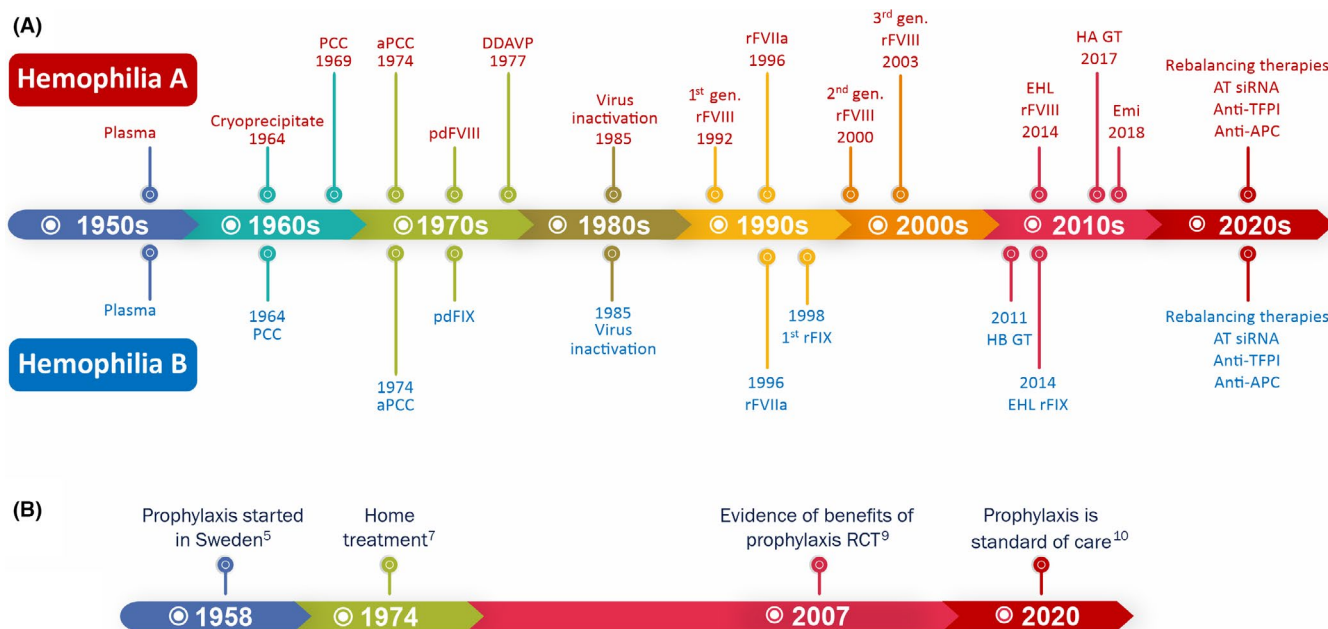 (A)
Hemophilia A
Plasma
Cryoprecipitate
1964
PCC
1969
aPCC
1974
pdFVIII
DDAVP
1977
Virus
inactivation
1985
1st gen.
rFVIII
1992
rFVIIa
1996
2nd gen.
rFVIII
2000
3rd gen.
rFVIII
2003
EHL
rFVIII
2014
HA GT
2017
Emi
2018
Rebalancing therapies
AT siRNA
Anti-TFPI
Anti-APC
1950s
1960s
1970s
1980s
1990s
2000s
2010s
2020s
Hemophilia B
Plasma
1964
PCC
1974
aPCC
pdFIX
1985
Virus
inactivation
1996
rFVIIa
1998
1st rFIX
2011
HB GT
2014
EHL rFIX
Rebalancing therapies
AT siRNA
Anti-TFPI
Anti-APC
(B)
Prophylaxis started
in Sweden5
Home
treatment7
Evidence of benefits of
prophylaxis RCT9
Prophylaxis is
standard of care10
1958
1974
2007
2020